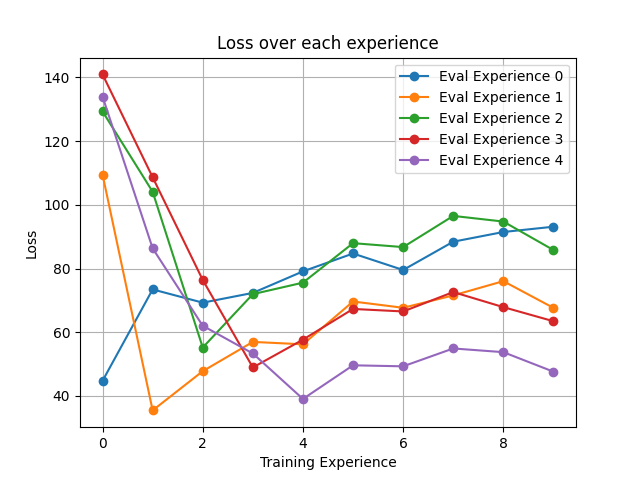 Loss over each experience
Eval Experience 0
Eval Experience 1
Eval Experience 2
Eval Experience 3
Eval Experience 4
140
120
100
80
60
40
Loss
0 2 4 6 8
Training Experience